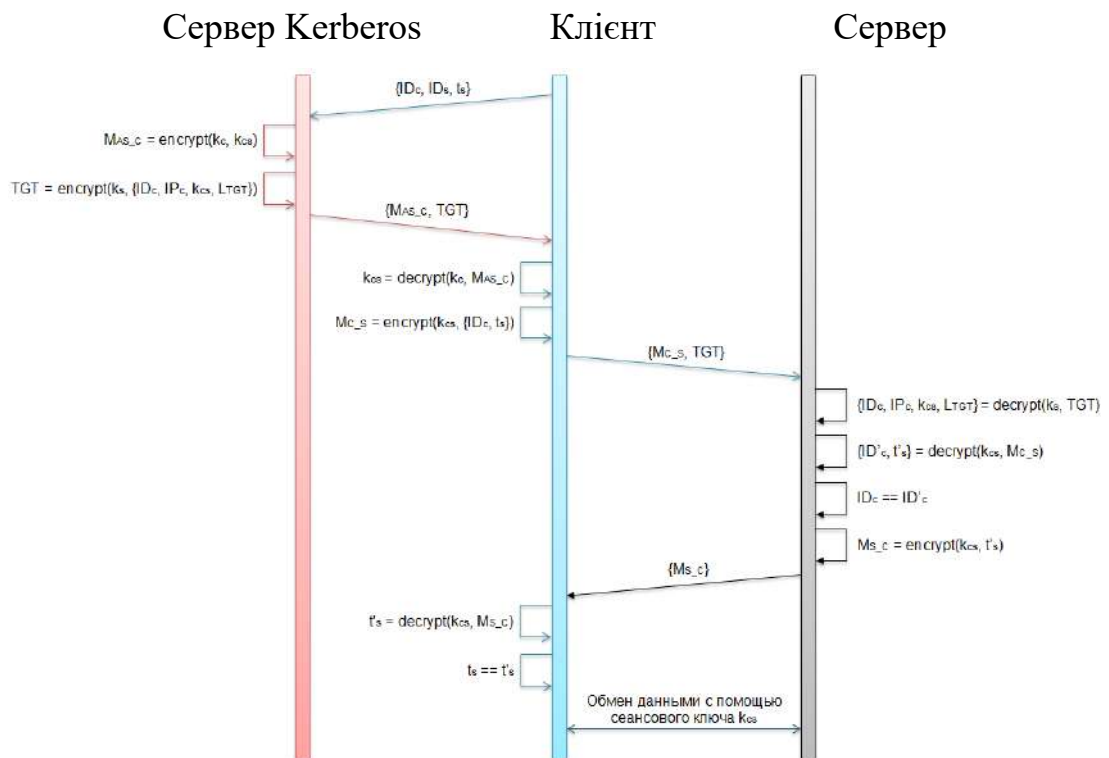 Сервер Kerberos Клієнт Сервер
{IDc, IDs, ts}
MAS_C = encrypt(kc, kcs)
TGT = encrypt(ks, {IDc, IPc, kcs, LTGT})
{MAS_C, TGT}
kcs = decrypt(kc, MAS_C)
MC_S = encrypt(kcs, {IDc, ts})
{MC_S, TGT}
{IDc, IPc, kcs, LTGT} = decrypt(ks, TGT)
{ID'c, t's} = decrypt(kcs, MC_S)
IDc == ID'c
MS_C = encrypt(kcs, t's)
{MS_C}
t's = decrypt(kcs, MS_C)
ts == t's
Обмен данными с помощью
сеансового ключа kcs